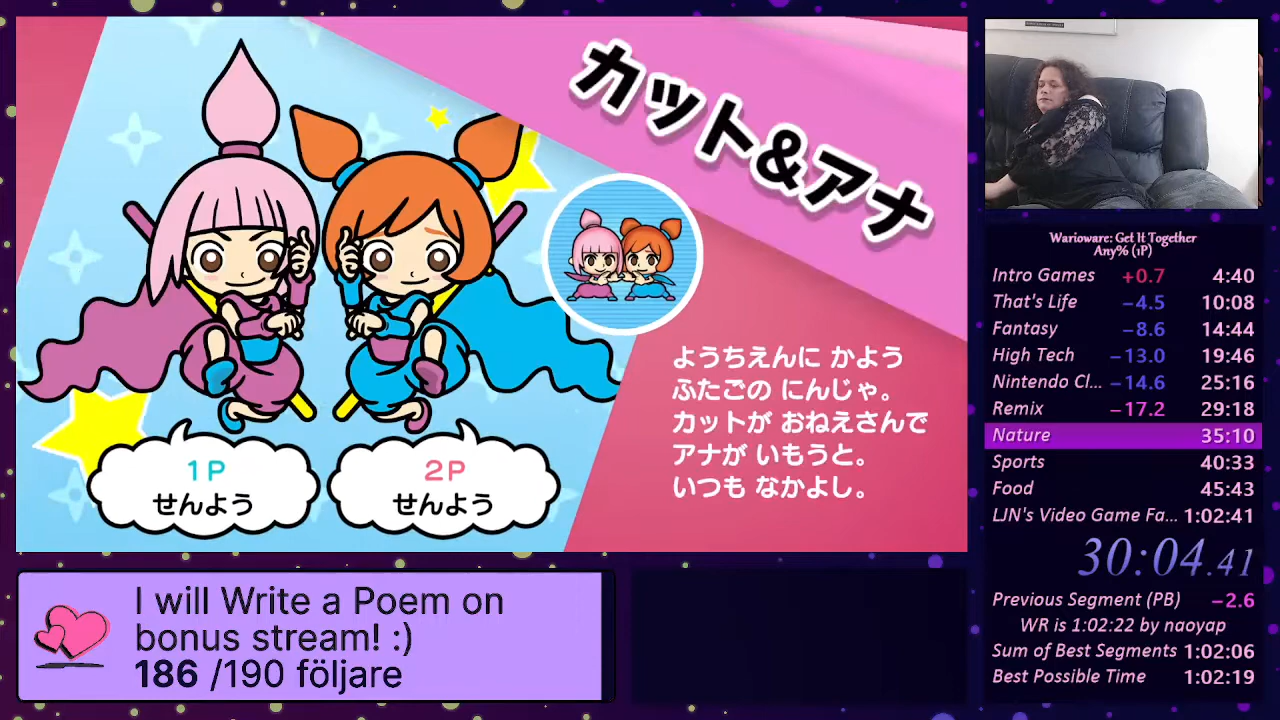 カット&アナ
ようちえんに かよう
ふたごの にんじゃ。
カットが おねえさんで
アナが いもうと。
いつも なかよし。
1P
せんよう
2P
せんよう
I will Write a Poem on
bonus stream! :)
186 /190 följare
Warioware: Get It Together
Any% (1P)
Intro Games +0.7 4:40
That's Life −4.5 10:08
Fantasy −8.6 14:44
High Tech −13.0 19:46
Nintendo Cl... −14.6 25:16
Remix −17.2 29:18
Nature 35:10
Sports 40:33
Food 45:43
LJN's Video Game Fa... 1:02:41
30:04.41
Previous Segment (PB) −2.6
WR is 1:02:22 by naoyap
Sum of Best Segments 1:02:06
Best Possible Time 1:02:19